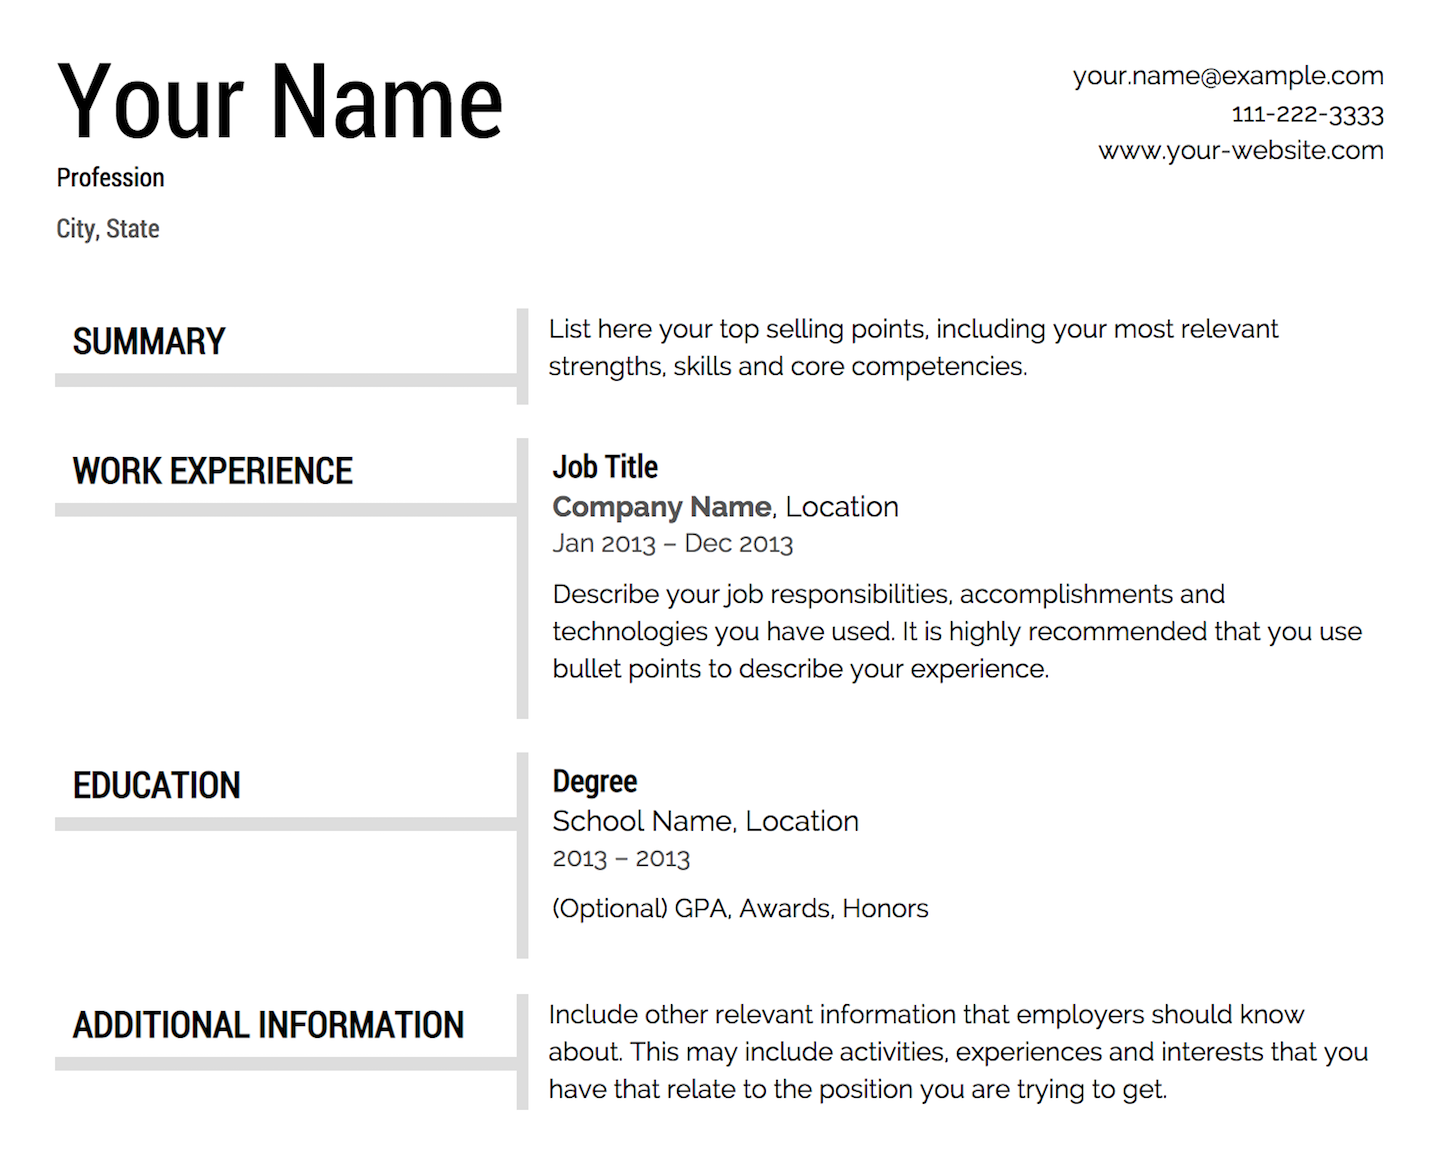 Your Name
Profession
City, State
your.name@example.com
111-222-3333
www.your-website.com
SUMMARY
List here your top selling points, including your most relevant
strengths, skills and core competencies.
WORK EXPERIENCE
Job Title
Company Name, Location
Jan 2013 – Dec 2013
Describe your job responsibilities, accomplishments and
technologies you have used. It is highly recommended that you use
bullet points to describe your experience.
EDUCATION
Degree
School Name, Location
2013 – 2013
(Optional) GPA, Awards, Honors
ADDITIONAL INFORMATION
Include other relevant information that employers should know
about. This may include activities, experiences and interests that you
have that relate to the position you are trying to get.